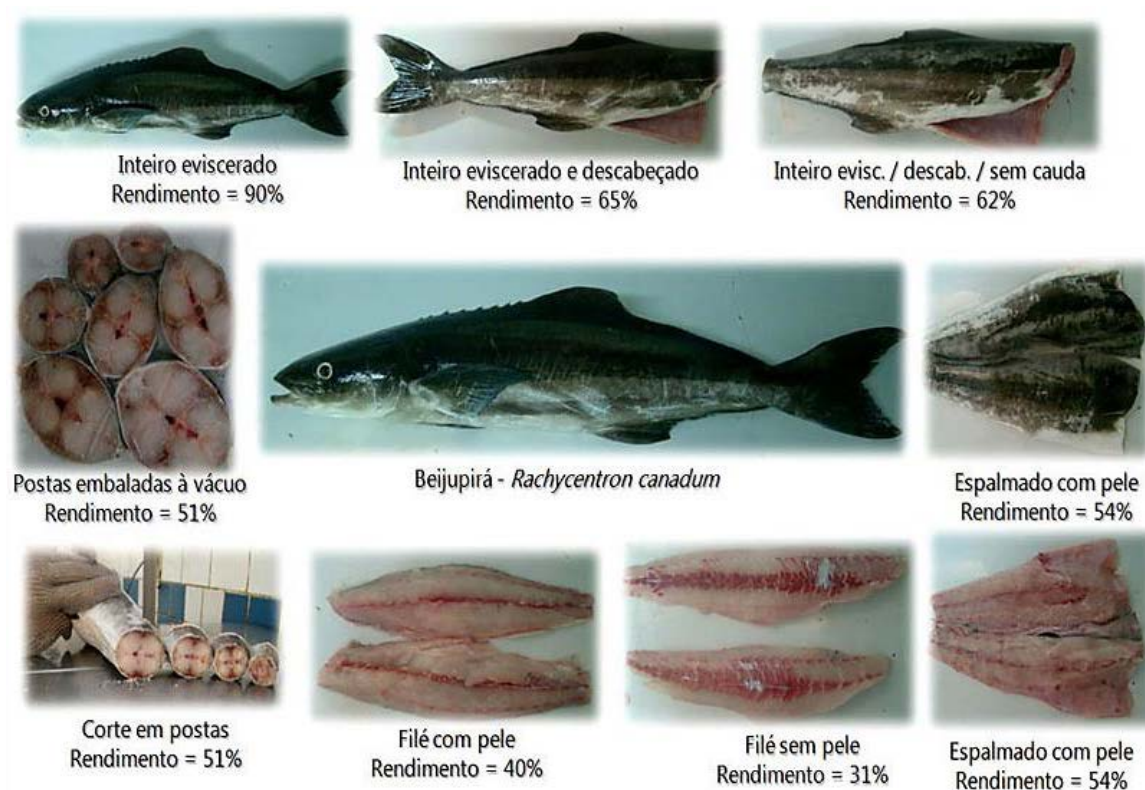 Inteiro eviscerado
Rendimento = 90%
Inteiro eviscerado e descabeçado
Rendimento = 65%
Inteiro evisc. / descab. / sem cauda
Rendimento = 62%
Postas embaladas à vácuo
Rendimento = 51%
Beijupirá - Rachycentron canadum
Espalmado com pele
Rendimento = 54%
Corte em postas
Rendimento = 51%
Filé com pele
Rendimento = 40%
Filé sem pele
Rendimento = 31%
Espalmado com pele
Rendimento = 54%